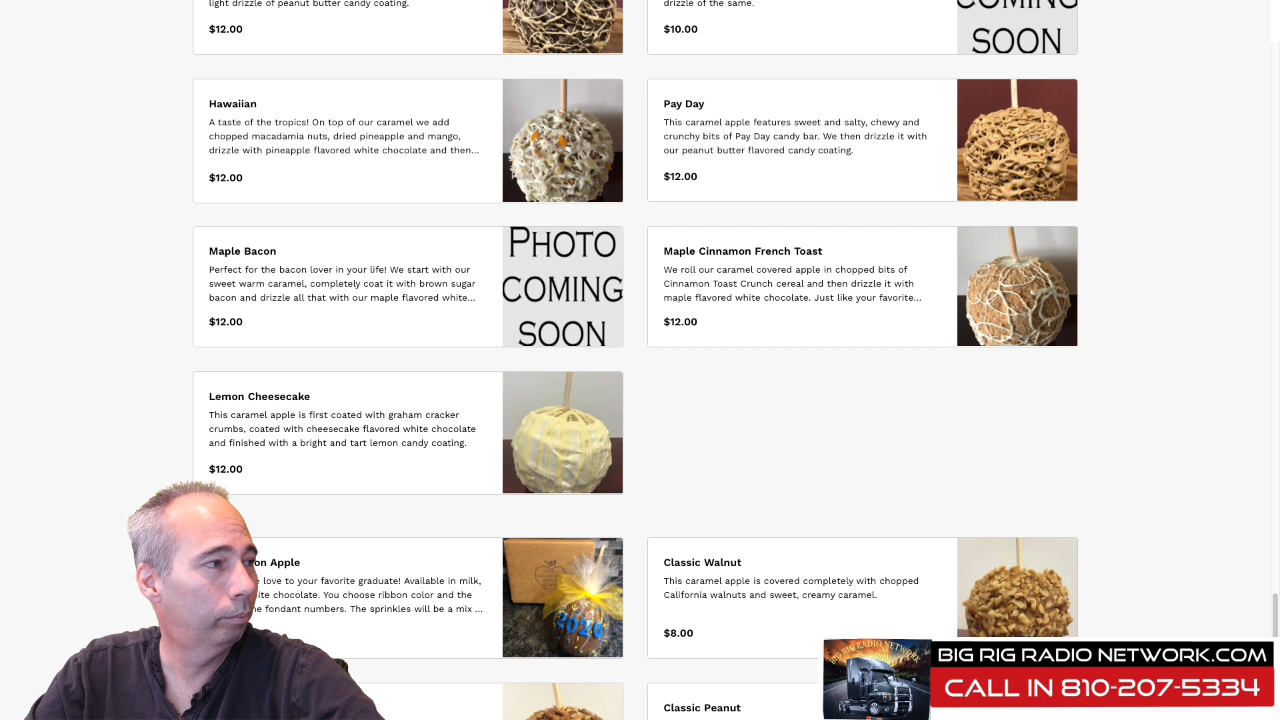 light drizzle of peanut butter candy coating.
$12.00
drizzle of the same.
$10.00
COMING
SOON
Hawaiian
A taste of the tropics! On top of our caramel we add
chopped macadamia nuts, dried pineapple and mango,
drizzle with pineapple flavored white chocolate and then...
$12.00
Pay Day
This caramel apple features sweet and salty, chewy and
crunchy bits of Pay Day candy bar. We then drizzle it with
our peanut butter flavored candy coating.
$12.00
Maple Bacon
Perfect for the bacon lover in your life! We start with our
sweet warm caramel, completely coat it with brown sugar
bacon and drizzle all that with our maple flavored white...
$12.00
PHOTO
COMING
SOON
Maple Cinnamon French Toast
We roll our caramel covered apple in chopped bits of
Cinnamon Toast Crunch cereal and then drizzle it with
maple flavored white chocolate. Just like your favorite...
$12.00
Lemon Cheesecake
This caramel apple is first coated with graham cracker
crumbs, coated with cheesecake flavored white chocolate
and finished with a bright and tart lemon candy coating.
$12.00
on Apple
love to your favorite graduate! Available in milk,
ite chocolate. You choose ribbon color and the
fondant numbers. The sprinkles will be a mix ...
2020
Classic Walnut
This caramel apple is covered completely with chopped
California walnuts and sweet, creamy caramel.
$8.00
Classic Peanut
BIG RIG RADIO NETWORK
BIG RIG RADIO NETWORK.COM
CALL IN 810-207-5334